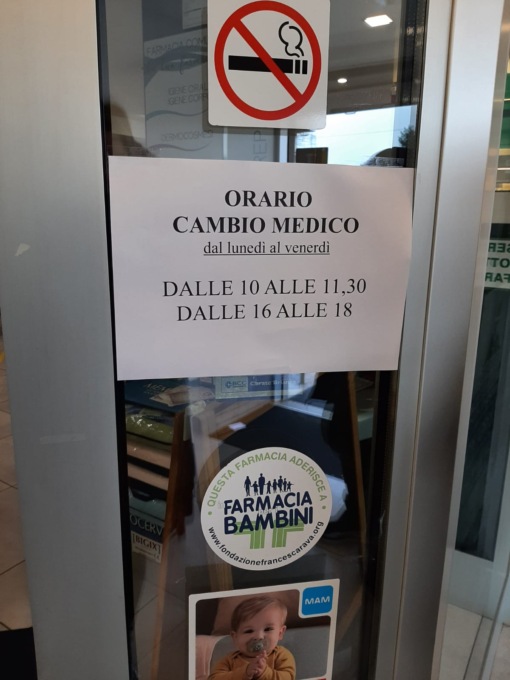 ORARIO
CAMBIO MEDICO
dal lunedì al venerdì
DALLE 10 ALLE 11,30
DALLE 16 ALLE 18
QUESTA FARMACIA ADERISCE A
FARMACIA
BAMBINI
www.fondazionefrancescarava.org
MAM